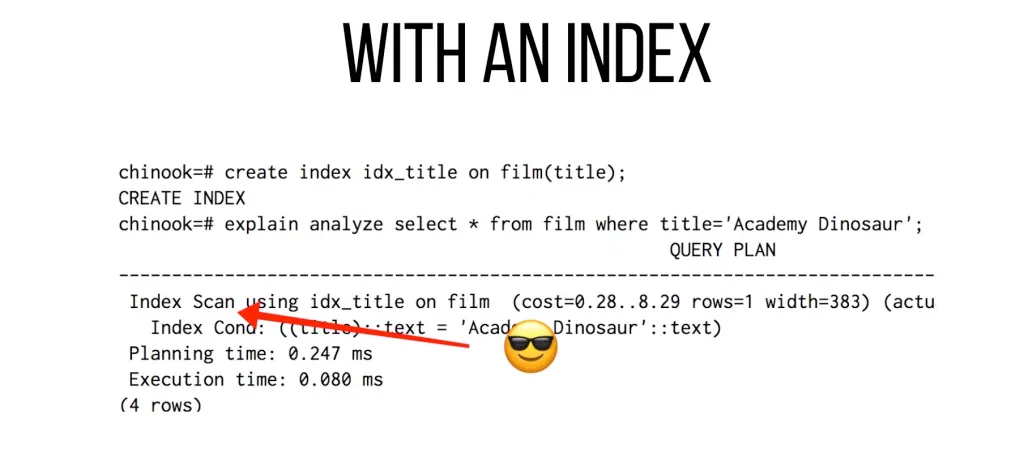 WITH AN INDEX
chinook=# create index idx_title on film(title);
CREATE INDEX
chinook=# explain analyze select * from film where title='Academy Dinosaur';
QUERY PLAN
--------------------------------------------------------------------------------
Index Scan using idx_title on film  (cost=0.28..8.29 rows=1 width=383) (actu
Index Cond: ((title)::text = 'Academy Dinosaur'::text)
Planning time: 0.247 ms
Execution time: 0.080 ms
(4 rows)